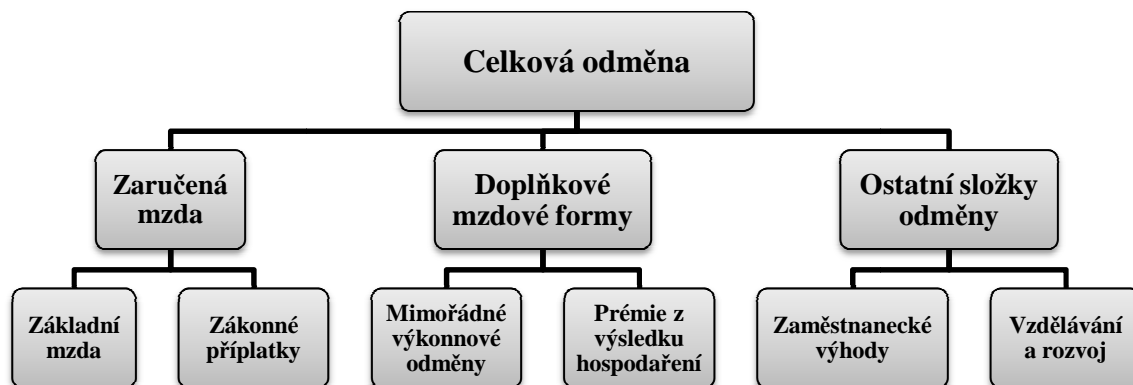 Celková odměna
Zaručená
mzda
Doplňkové
mzdové formy
Ostatní složky
odměny
Základní
mzda
Zákonné
příplatky
Mimořádné
výkonnové
odměny
Prémie z
výsledku
hospodaření
Zaměstnanecké
výhody
Vzdělávání
a rozvoj